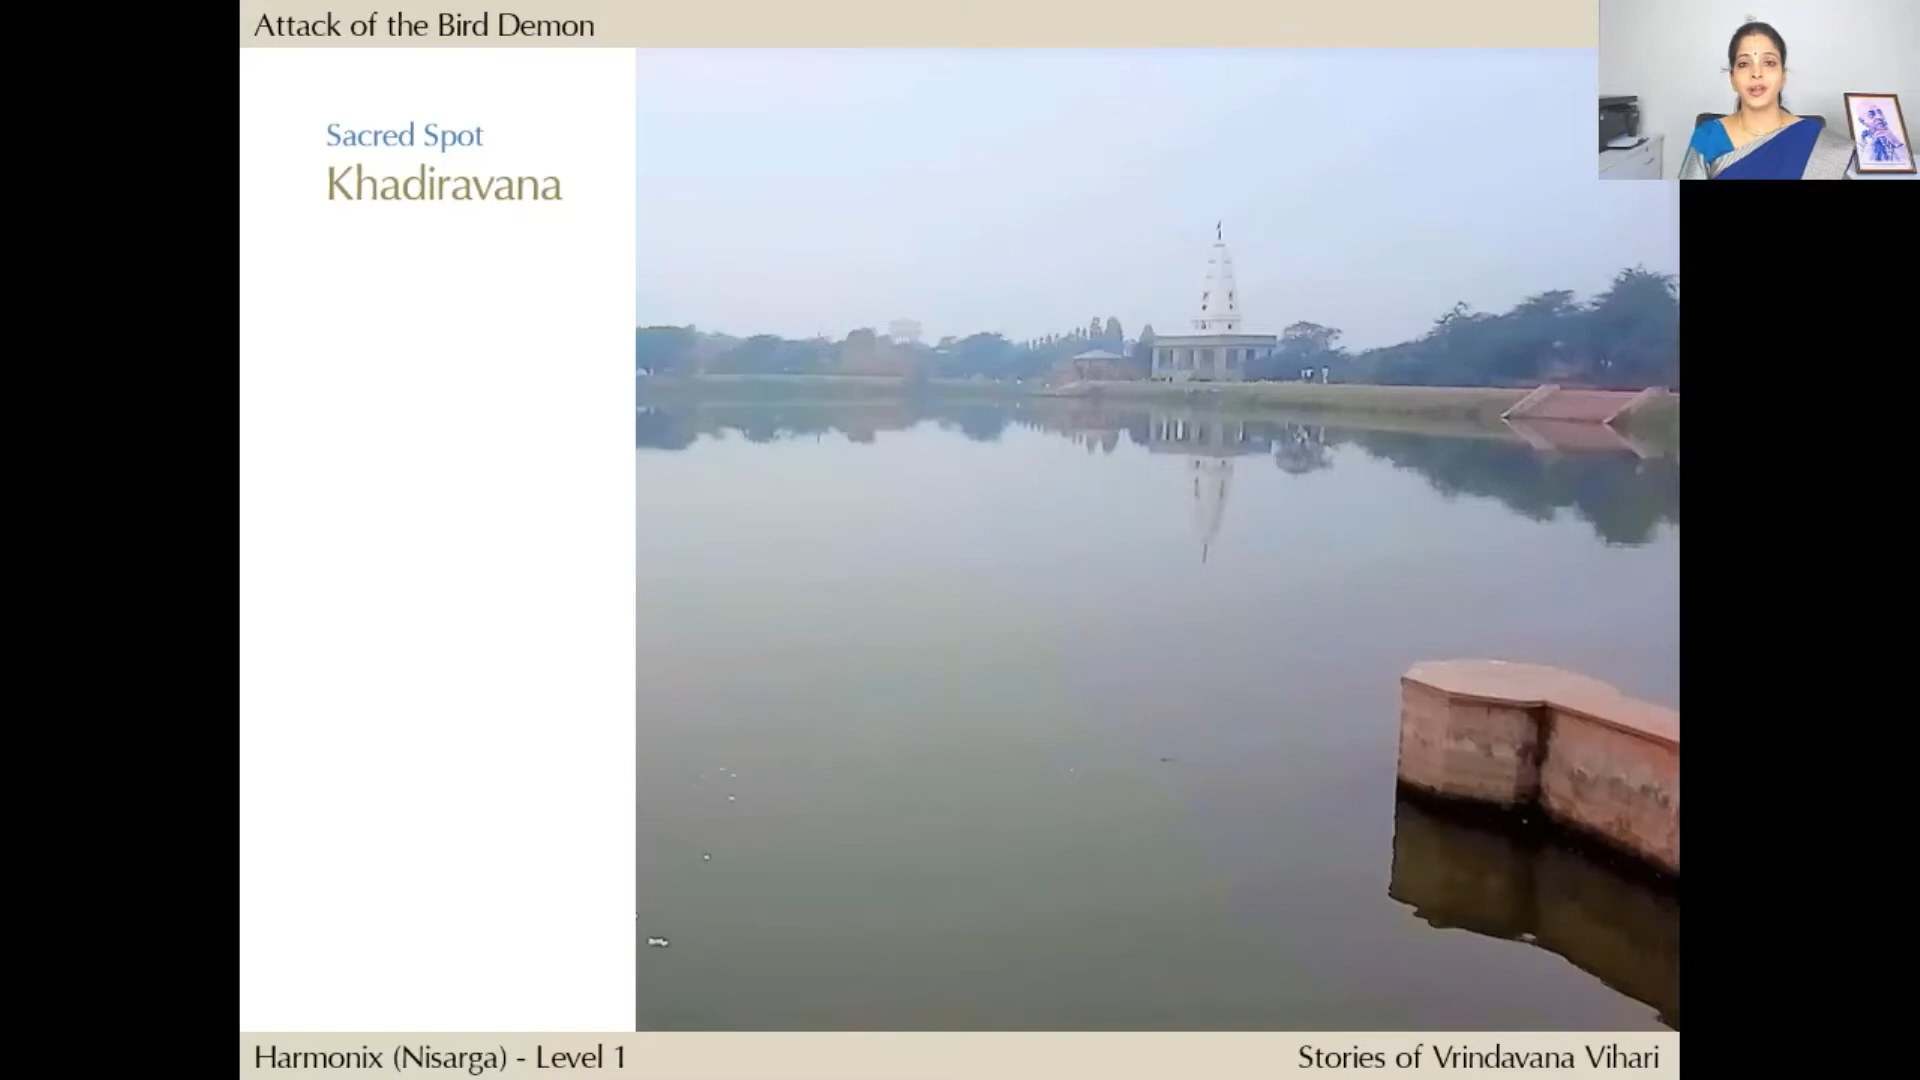 Attack of the Bird Demon
Sacred Spot
Khadiravana
Harmonix (Nisarga) - Level 1
Stories of Vrindavana Vihari